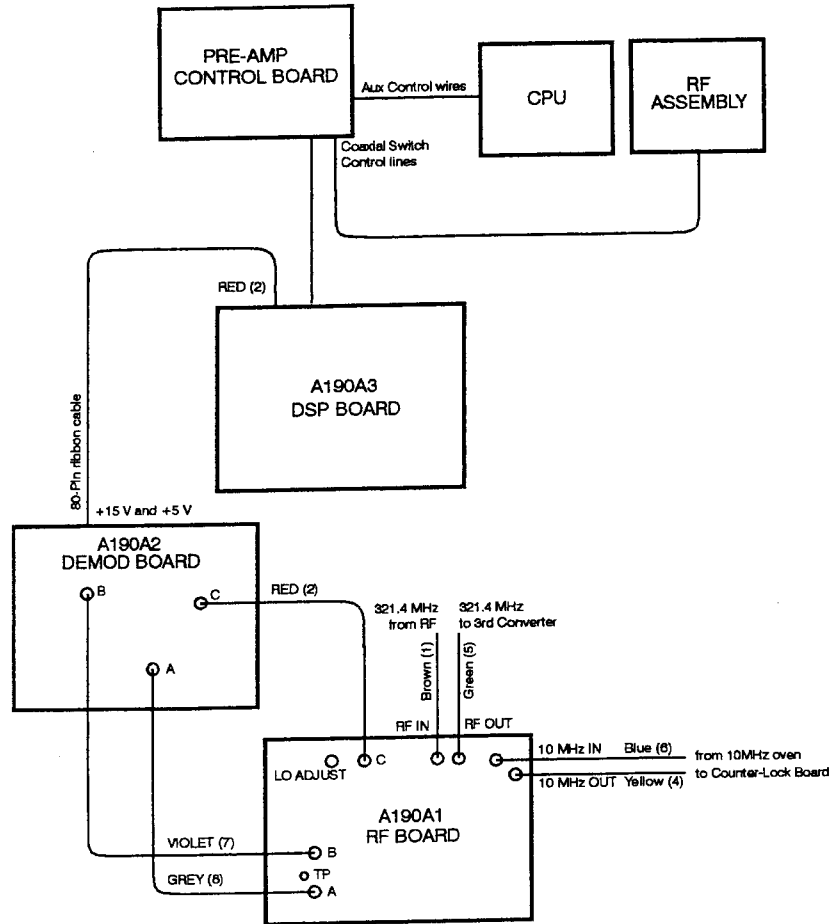 PRE-AMP
CONTROL BOARD
Aux Control wires
CPU
RF
ASSEMBLY
Coaxial Switch
Control lines
RED (2)
A190A3
DSP BOARD
80-Pin ribbon cable
+15 V and +5 V
A190A2
DEMOD BOARD
B
C
RED (2)
A
321.4 MHz
from RF
321.4 MHz
to 3rd Converter
Brown (1)
Green (5)
RF IN
RF OUT
10 MHz IN Blue (6)
from 10MHz oven
LO ADJUST
C
10 MHz OUT Yellow (4)
to Counter-Lock Board
A190A1
RF BOARD
VIOLET (7)
B
TP
GREY (8)
A